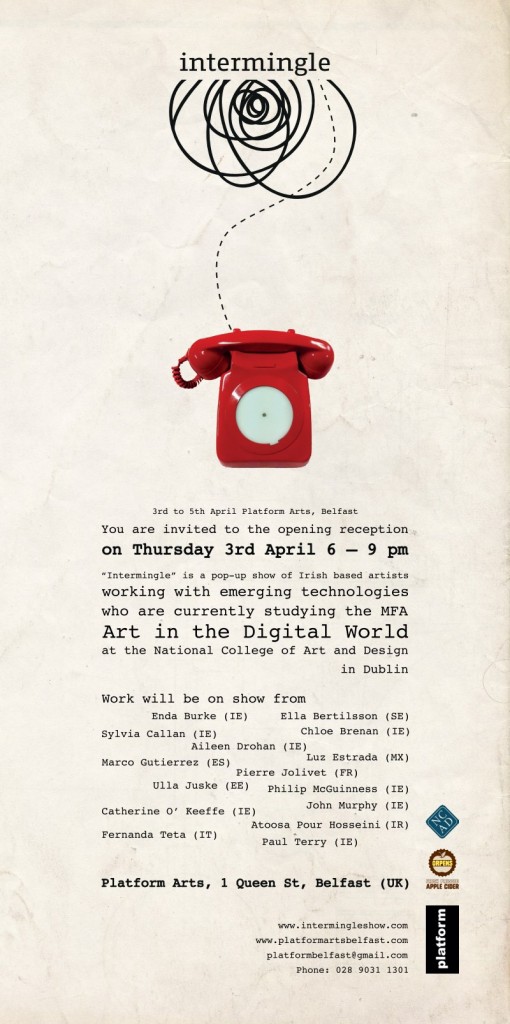 intermingle
3rd to 5th April Platform Arts, Belfast
You are invited to the opening reception
on Thursday 3rd April 6 – 9 pm
"Intermingle" is a pop-up show of Irish based artists
working with emerging technologies
who are currently studying the MFA
Art in the Digital World
at the National College of Art and Design
in Dublin
Work will be on show from
Enda Burke (IE) Ella Bertilsson (SE)
Sylvia Callan (IE) Chloe Brenan (IE)
Aileen Drohan (IE)
Marco Gutierrez (ES) Luz Estrada (MX)
Pierre Jolivet (FR)
Ulla Juske (EE) Philip McGuinness (IE)
Catherine O' Keeffe (IE) John Murphy (IE)
Atoosa Pour Hosseini (IR)
Fernanda Teta (IT) Paul Terry (IE)
NC
AD
APPLE CIDER
Platform Arts, 1 Queen St, Belfast (UK)
platform
www.intermingleshow.com
www.platformartsbelfast.com
platformbelfast@gmail.com
Phone: 028 9031 1301